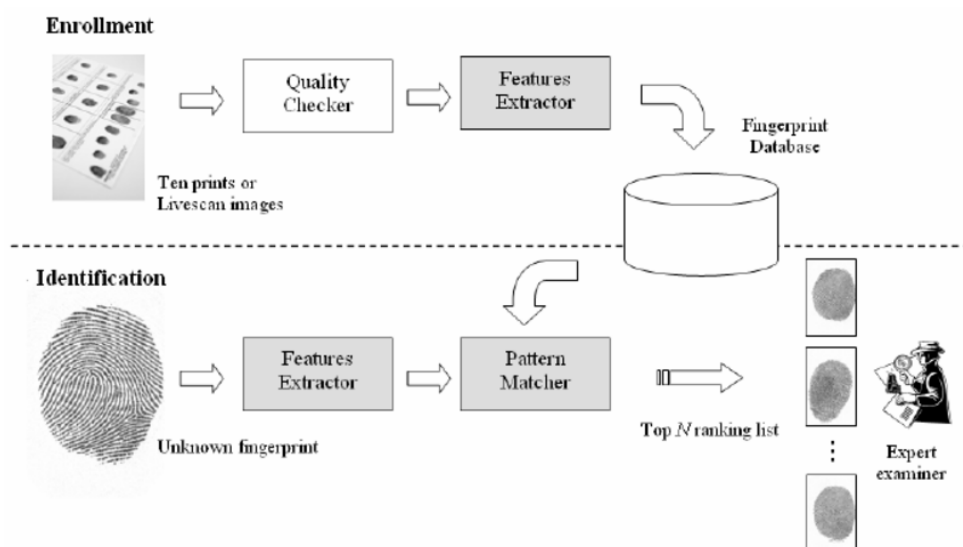 Enrollment
Quality
Checker
Features
Extractor
Fingerprint
Database
Ten prints or
Livescan images
Identification
Features
Extractor
Pattern
Matcher
Unknown fingerprint
Top N ranking list
Expert
examiner